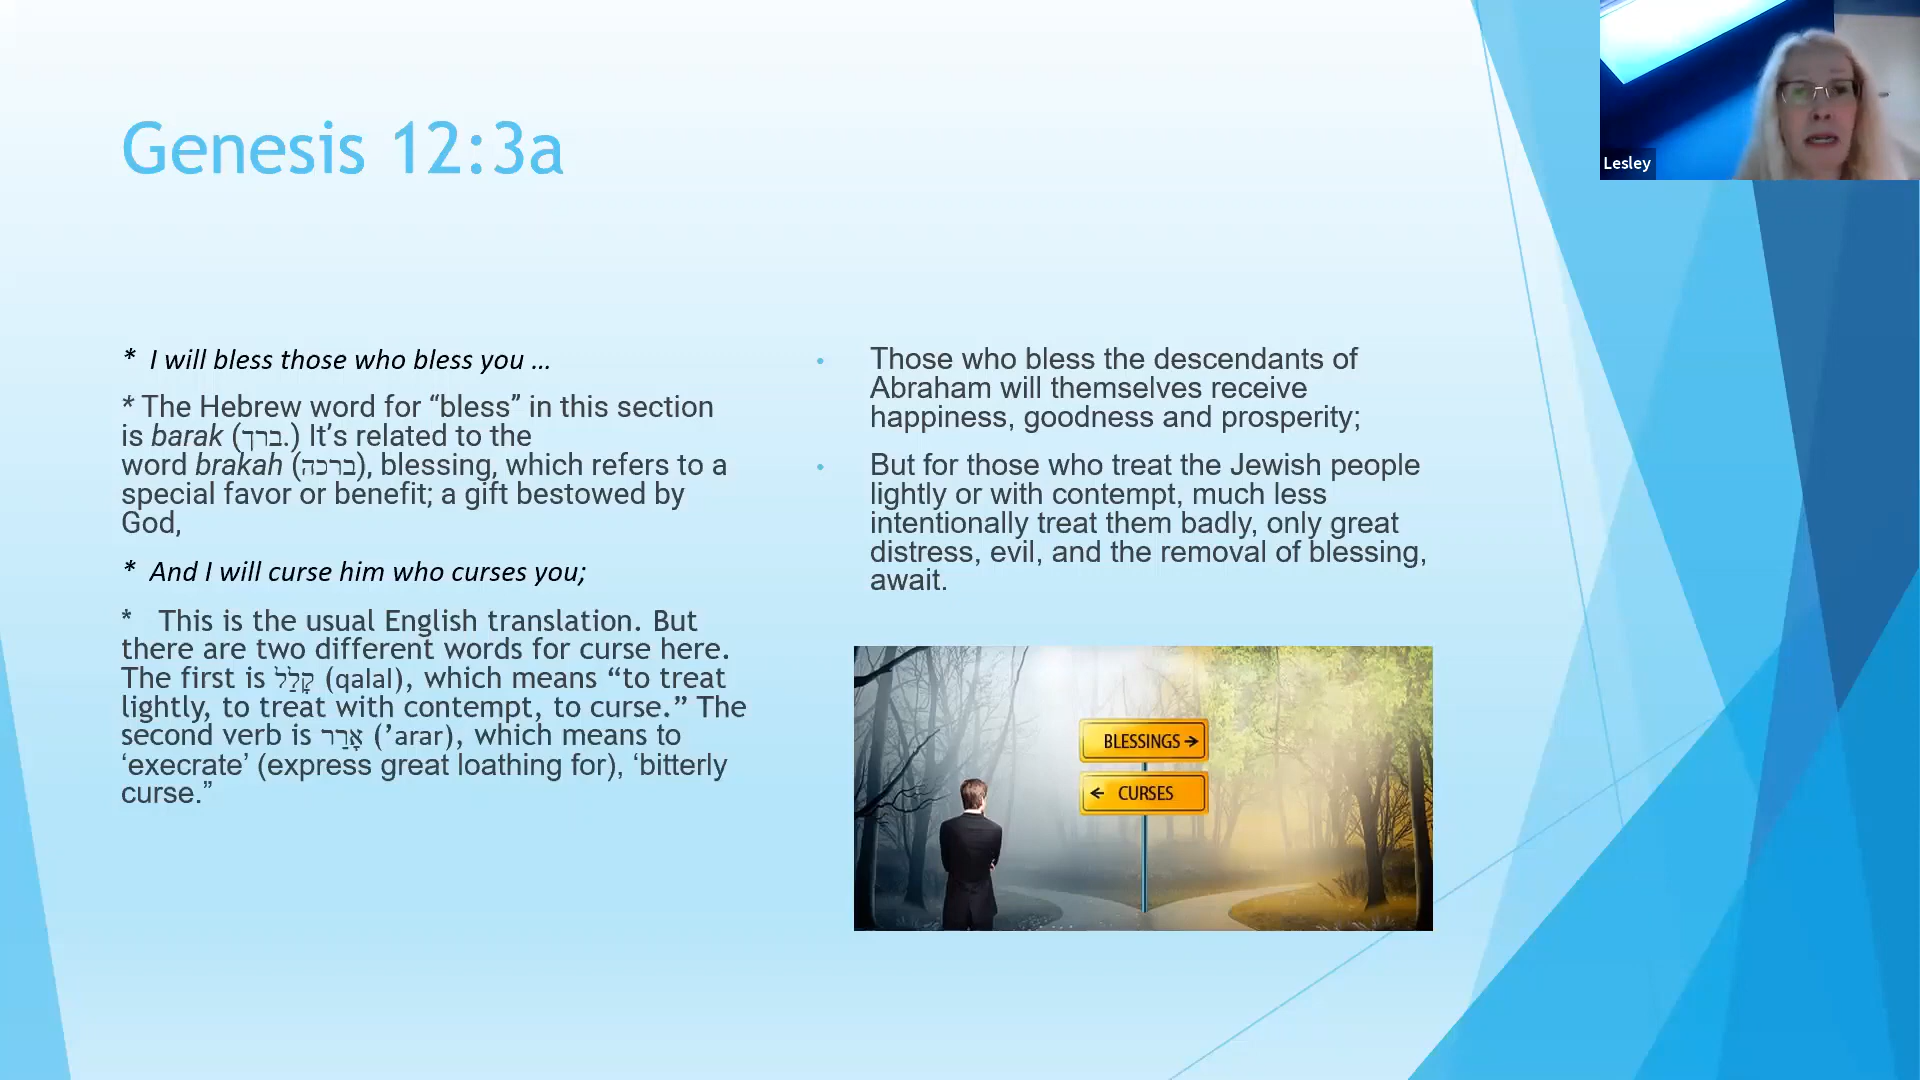 Genesis 12:3a
* I will bless those who bless you …
* The Hebrew word for “bless” in this section
is barak (ברך.) It’s related to the
word brakah (ברכה), blessing, which refers to a
special favor or benefit; a gift bestowed by
God,
* And I will curse him who curses you;
* This is the usual English translation. But
there are two different words for curse here.
The first is קָלַל (qalal), which means “to treat
lightly, to treat with contempt, to curse.” The
second verb is אָרַר (’arar), which means to
‘execrate’ (express great loathing for), ‘bitterly
curse.”
• Those who bless the descendants of
Abraham will themselves receive
happiness, goodness and prosperity;
• But for those who treat the Jewish people
lightly or with contempt, much less
intentionally treat them badly, only great
distress, evil, and the removal of blessing,
await.
BLESSINGS →
← CURSES
Lesley